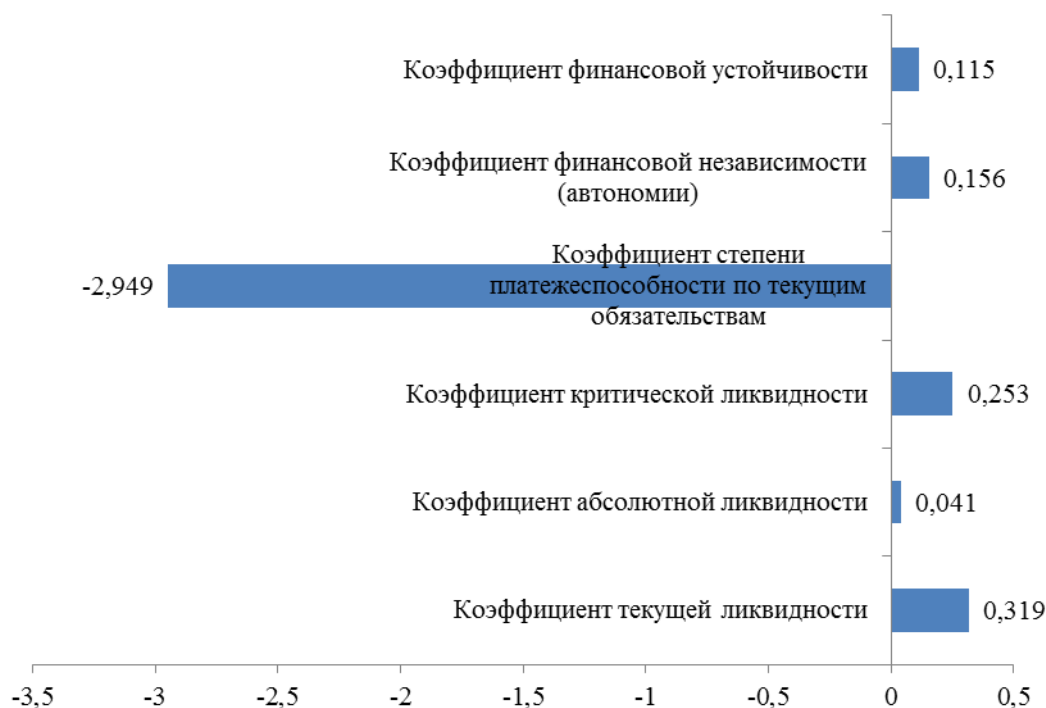 Коэффициент финансовой устойчивости
0,115
Коэффициент финансовой независимости
(автономии)
0,156
Коэффициент степени
платежеспособности по текущим
обязательствам
-2,949
Коэффициент критической ликвидности
0,253
Коэффициент абсолютной ликвидности
0,041
Коэффициент текущей ликвидности
0,319
-3,5 -3 -2,5 -2 -1,5 -1 -0,5 0 0,5